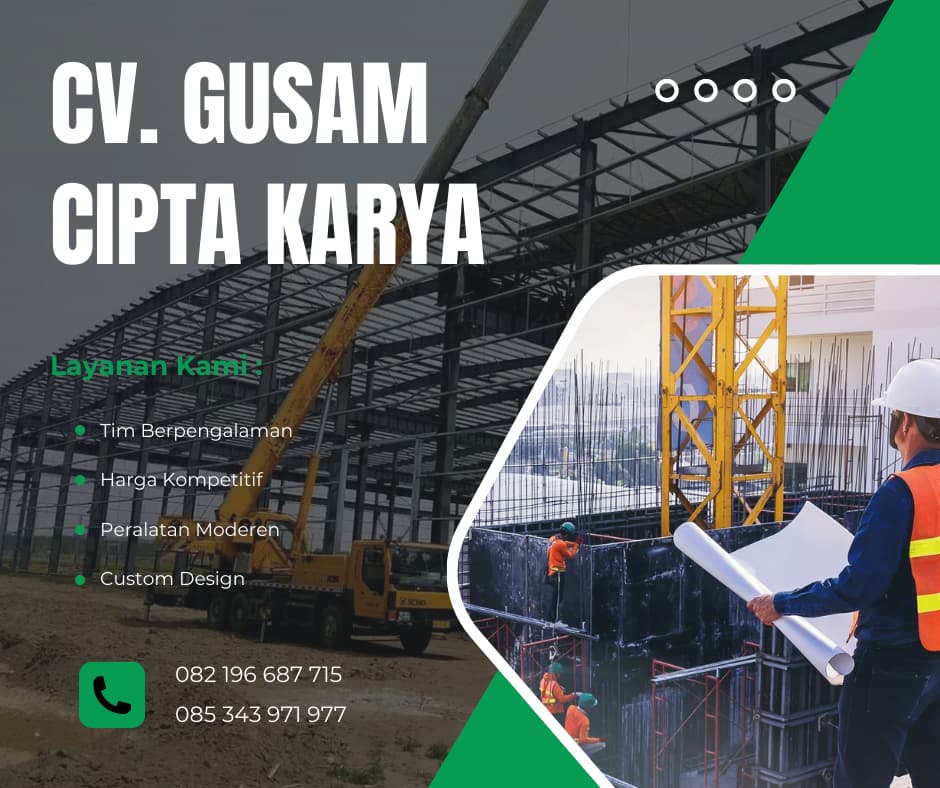 CV. GUSAM
CIPTA KARYA
Layanan Kami :
Tim Berpengalaman
Harga Kompetitif
Peralatan Moderen
Custom Design
082 196 687 715
085 343 971 977